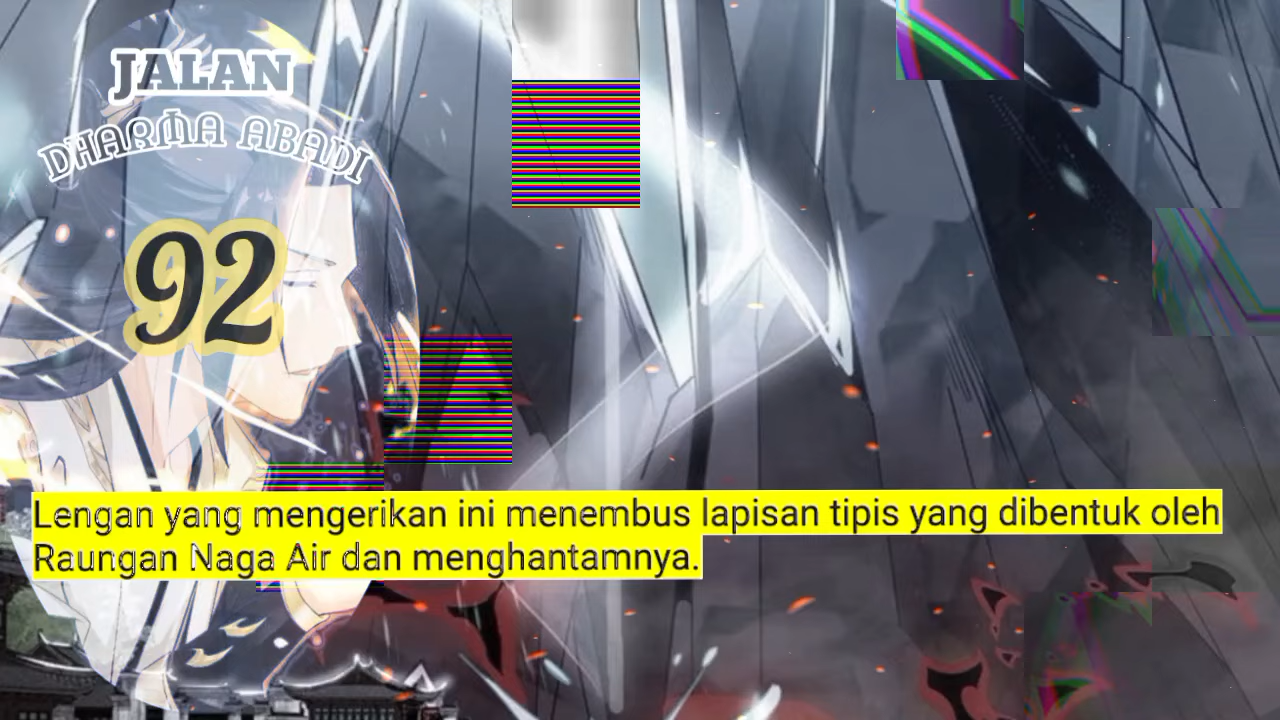 JALAN
DHARMA ABADI
92
Lengan yang mengerikan ini menembus lapisan tipis yang dibentuk oleh
Raungan Naga Air dan menghantamnya.